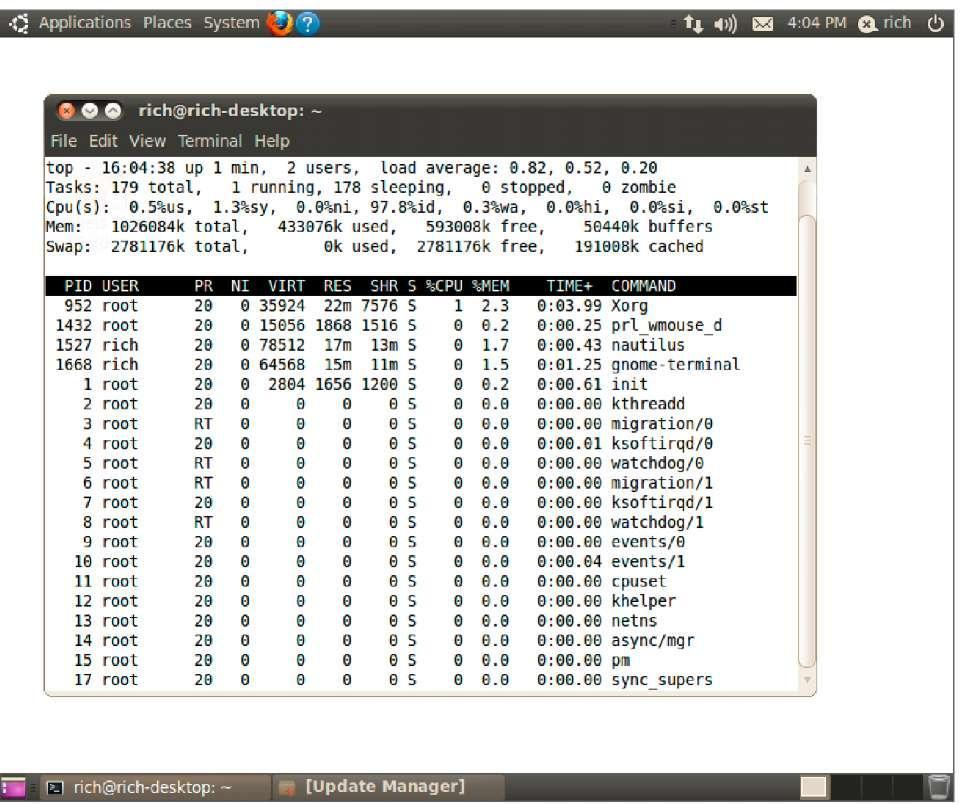 Applications Places System 4:04 PM rich
rich@rich-desktop: ~
File Edit View Terminal Help
top - 16:04:38 up 1 min,  2 users,  load average: 0.82, 0.52, 0.20
Tasks: 179 total,   1 running, 178 sleeping,   0 stopped,   0 zombie
Cpu(s):  0.5%us,  1.3%sy,  0.0%ni, 97.8%id,  0.3%wa,  0.0%hi,  0.0%si,  0.0%st
Mem:   1026084k total,   433076k used,   593008k free,    50440k buffers
Swap:  2781176k total,        0k used,  2781176k free,   191008k cached
PID USER PR NI VIRT RES SHR S %CPU %MEM TIME+ COMMAND
952 root 20 0 35924 22m 7576 S 1 2.3 0:03.99 Xorg
1432 root 20 0 15056 1868 1516 S 0 0.2 0:00.25 prl_wmouse_d
1527 rich 20 0 78512 17m 13m S 0 1.7 0:00.43 nautilus
1668 rich 20 0 64568 15m 11m S 0 1.5 0:01.25 gnome-terminal
1 root 20 0 2804 1656 1200 S 0 0.2 0:00.61 init
2 root 20 0 0 0 0 S 0 0.0 0:00.00 kthreadd
3 root RT 0 0 0 0 S 0 0.0 0:00.00 migration/0
4 root 20 0 0 0 0 S 0 0.0 0:00.01 ksoftirqd/0
5 root RT 0 0 0 0 S 0 0.0 0:00.00 watchdog/0
6 root RT 0 0 0 0 S 0 0.0 0:00.00 migration/1
7 root 20 0 0 0 0 S 0 0.0 0:00.00 ksoftirqd/1
8 root RT 0 0 0 0 S 0 0.0 0:00.00 watchdog/1
9 root 20 0 0 0 0 S 0 0.0 0:00.00 events/0
10 root 20 0 0 0 0 S 0 0.0 0:00.04 events/1
11 root 20 0 0 0 0 S 0 0.0 0:00.00 cpuset
12 root 20 0 0 0 0 S 0 0.0 0:00.00 khelper
13 root 20 0 0 0 0 S 0 0.0 0:00.00 netns
14 root 20 0 0 0 0 S 0 0.0 0:00.00 async/mgr
15 root 20 0 0 0 0 S 0 0.0 0:00.00 pm
17 root 20 0 0 0 0 S 0 0.0 0:00.00 sync_supers
rich@rich-desktop: ~ [Update Manager]